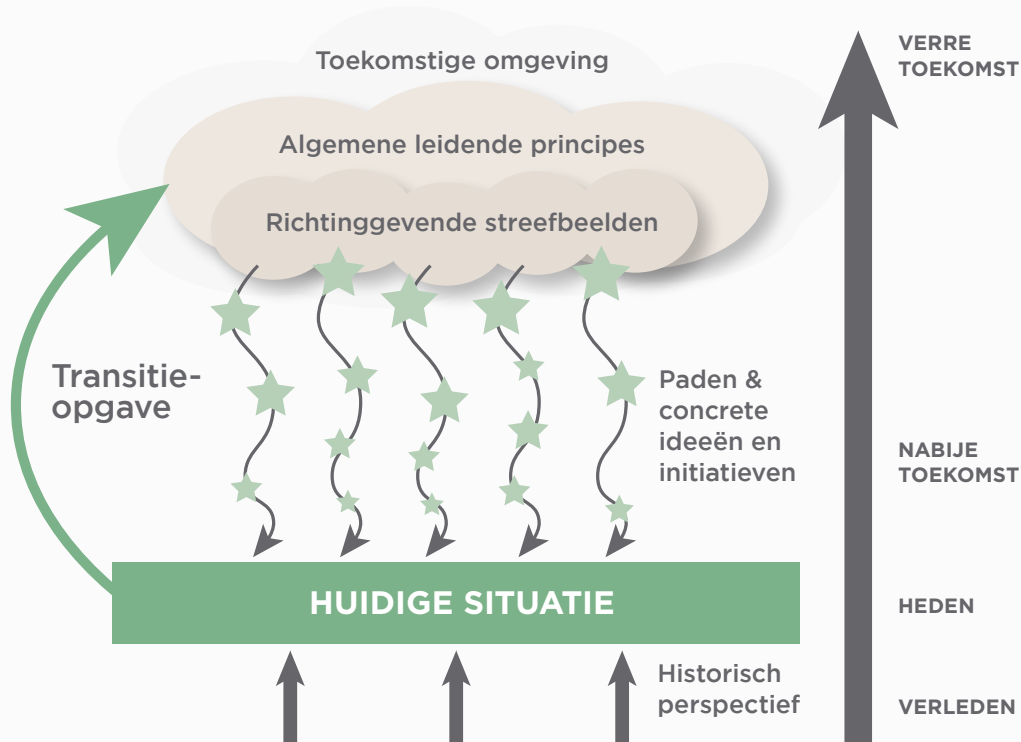 Toekomstige omgeving
Algemene leidende principes
Richtinggevende streefbeelden
Transitie-
opgave
Paden &
concrete
ideeën en
initiatieven
HUIDIGE SITUATIE
Historisch
perspectief
VERRE
TOEKOMST
NABIJE
TOEKOMST
HEDEN
VERLEDEN